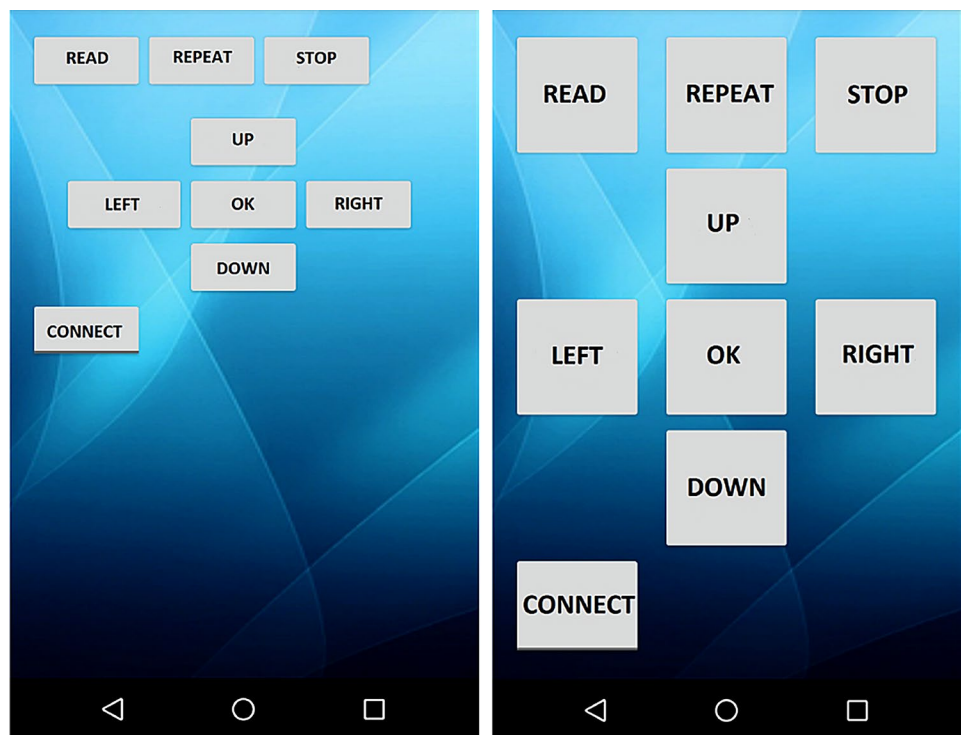 READ REPEAT STOP
UP
LEFT OK RIGHT
DOWN
CONNECT
READ REPEAT STOP
UP
LEFT OK RIGHT
DOWN
CONNECT